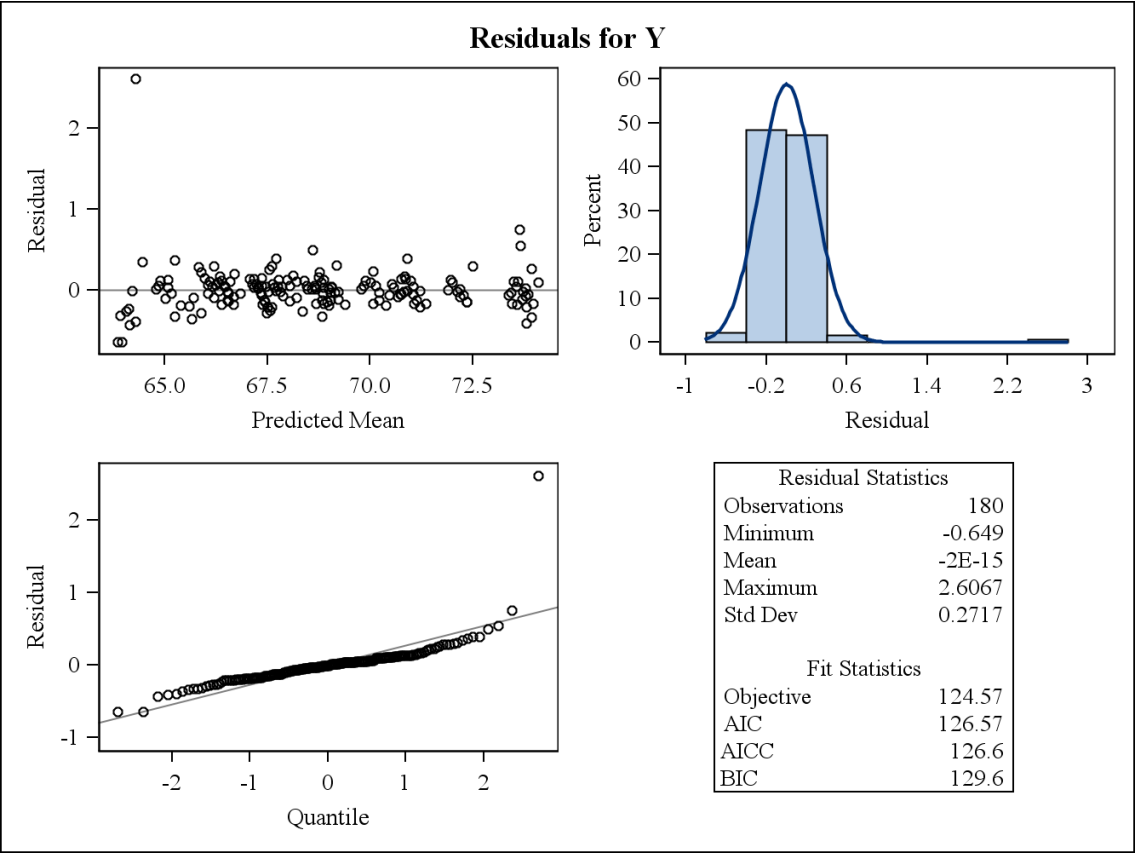 Residuals for Y
Residual
2
1
0
65.0 67.5 70.0 72.5
Predicted Mean
Percent
60
50
40
30
20
10
0
-1 -0.2 0.6 1.4 2.2 3
Residual
Residual
2
1
0
-1
-2 -1 0 1 2
Quantile
Residual Statistics
Observations 180
Minimum -0.649
Mean -2E-15
Maximum 2.6067
Std Dev 0.2717
Fit Statistics
Objective 124.57
AIC 126.57
AICC 126.6
BIC 129.6